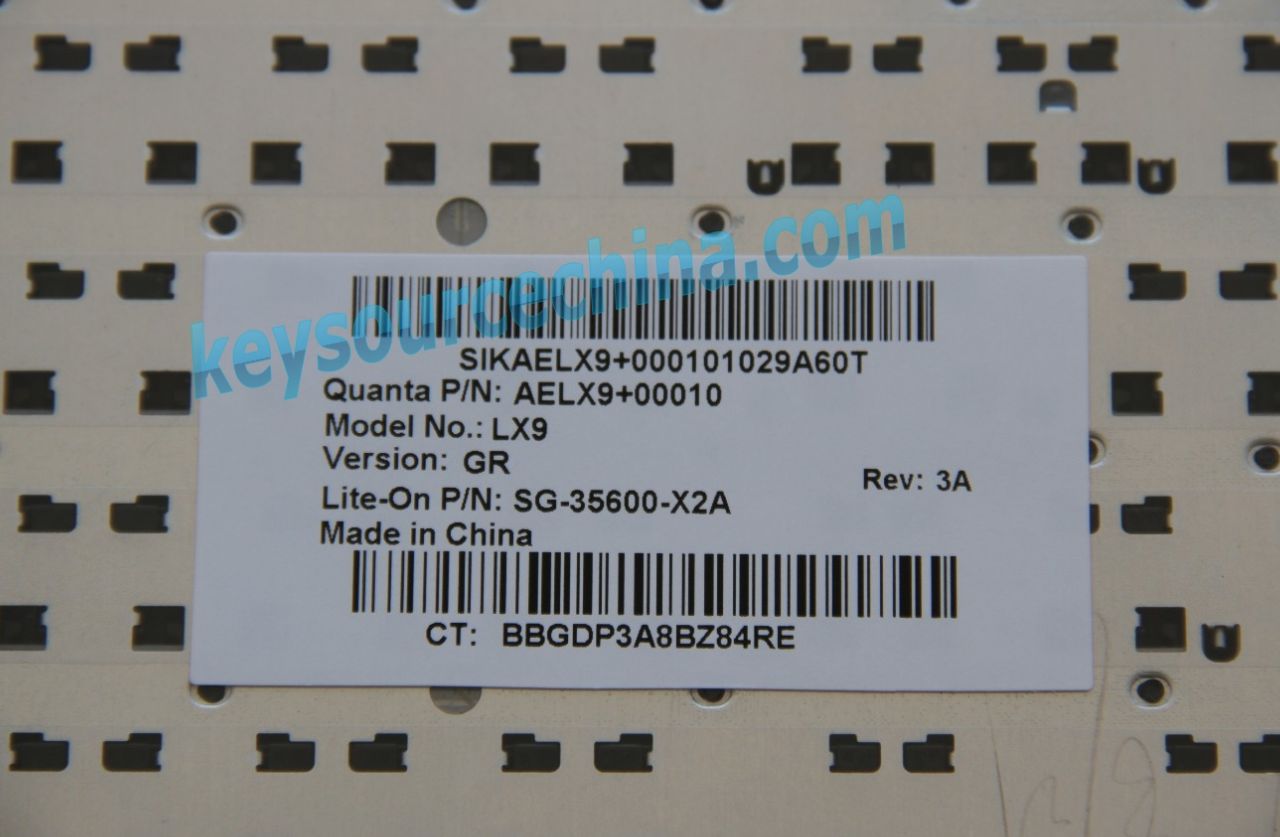 keysourcechina.com
SIKAELX9+000101029A60T
Quanta P/N: AELX9+00010
Model No.: LX9
Version: GR
Rev: 3A
Lite-On P/N: SG-35600-X2A
Made in China
CT: BBGDP3A8BZ84RE